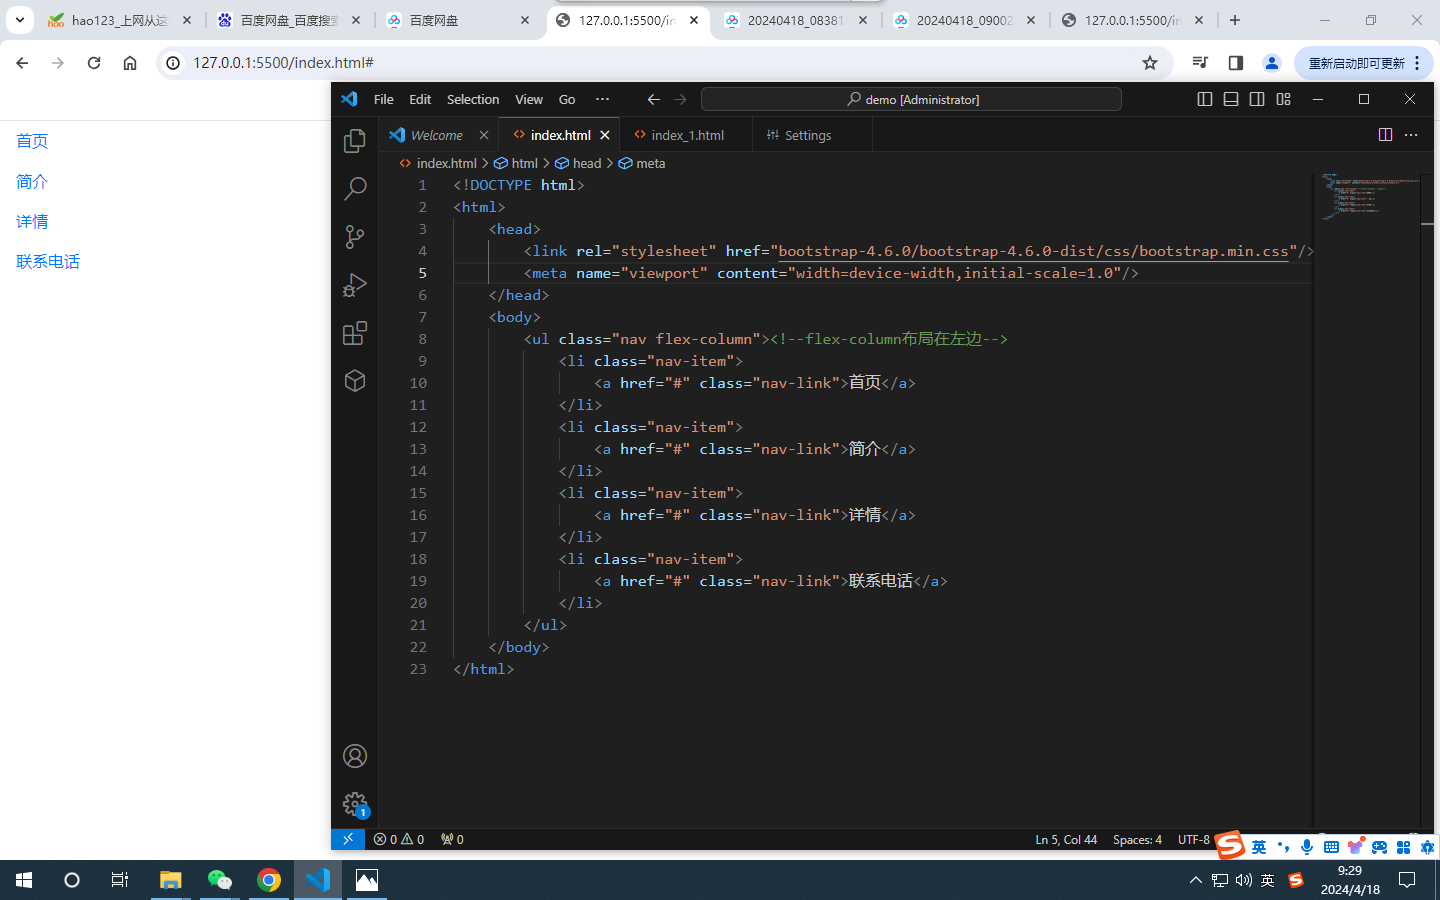 hao123_上网从这
百度网盘_百度搜索
百度网盘
127.0.0.1:5500/in
20240418_08381
20240418_09002
127.0.0.1:5500/in
127.0.0.1:5500/index.html#
重新启动即可更新
首页
简介
详情
联系电话
File Edit Selection View Go ···
demo [Administrator]
Welcome
index.html
index_1.html
Settings
index.html > html > head > meta
1 <!DOCTYPE html>
2 <html>
3 <head>
4 <link rel="stylesheet" href="bootstrap-4.6.0/bootstrap-4.6.0-dist/css/bootstrap.min.css"/>
5 <meta name="viewport" content="width=device-width,initial-scale=1.0"/>
6 </head>
7 <body>
8 <ul class="nav flex-column"><!--flex-column布局在左边-->
9 <li class="nav-item">
10 <a href="#" class="nav-link">首页</a>
11 </li>
12 <li class="nav-item">
13 <a href="#" class="nav-link">简介</a>
14 </li>
15 <li class="nav-item">
16 <a href="#" class="nav-link">详情</a>
17 </li>
18 <li class="nav-item">
19 <a href="#" class="nav-link">联系电话</a>
20 </li>
21 </ul>
22 </body>
23 </html>
1
0 0 0
Ln 5, Col 44 Spaces: 4 UTF-8
英
英
9:29
2024/4/18